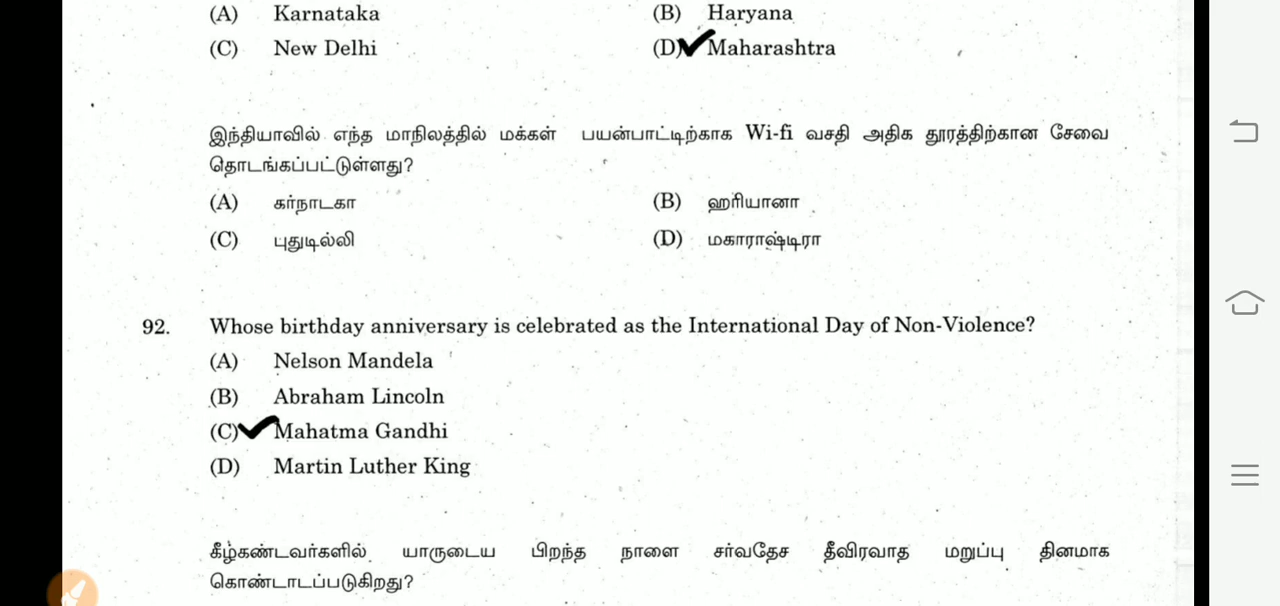 (A) Karnataka (B) Haryana
(C) New Delhi (D) Maharashtra
இந்தியாவில் எந்த மாநிலத்தில் மக்கள் பயன்பாட்டிற்காக Wi-fi வசதி அதிக தூரத்திற்கான சேவை
தொடங்கப்பட்டுள்ளது?
(A) கர்நாடகா (B) ஹரியானா
(C) புதுடில்லி (D) மகாராஷ்டிரா
92. Whose birthday anniversary is celebrated as the International Day of Non-Violence?
(A) Nelson Mandela
(B) Abraham Lincoln
(C) Mahatma Gandhi
(D) Martin Luther King
கீழ்கண்டவர்களில் யாருடைய பிறந்த நாளை சர்வதேச தீவிரவாத மறுப்பு தினமாக
கொண்டாடப்படுகிறது?